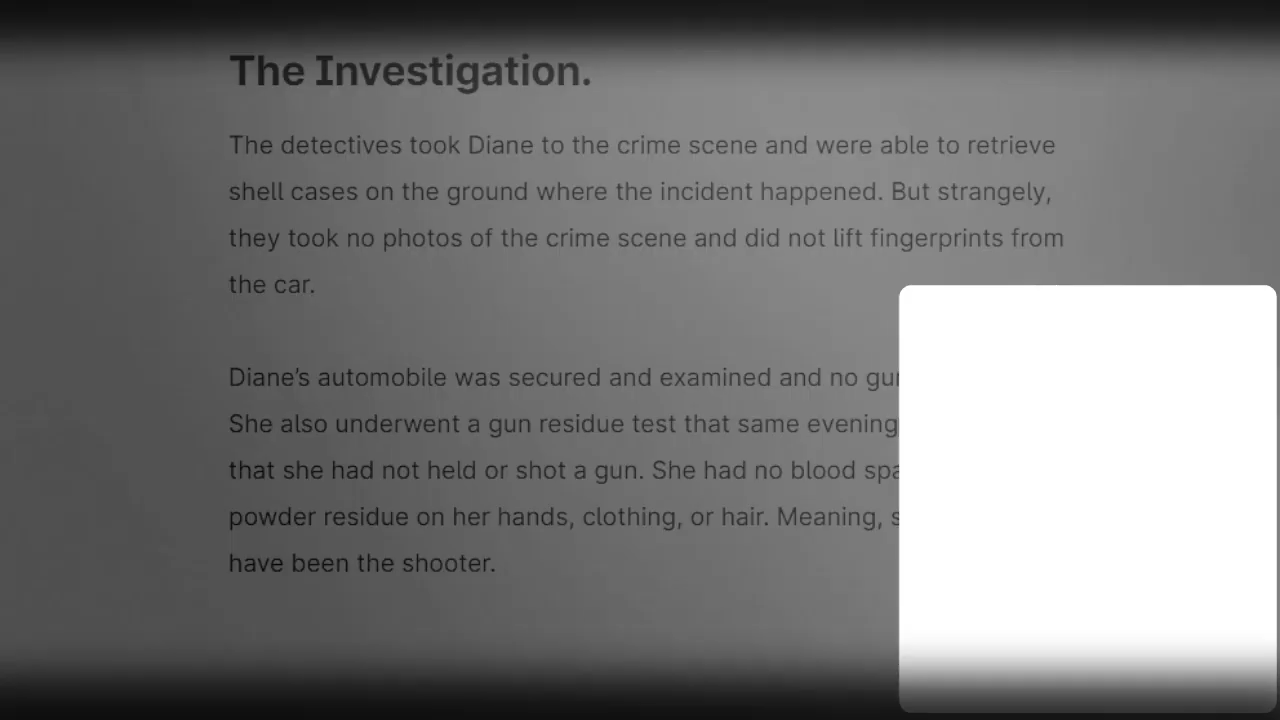 The Investigation.
The detectives took Diane to the crime scene and were able to retrieve
shell cases on the ground where the incident happened. But strangely,
they took no photos of the crime scene and did not lift fingerprints from
the car.
Diane’s automobile was secured and examined and no
She also underwent a gun residue test that same evening
that she had not held or shot a gun. She had no blood
powder residue on her hands, clothing, or hair. Meaning,
have been the shooter.